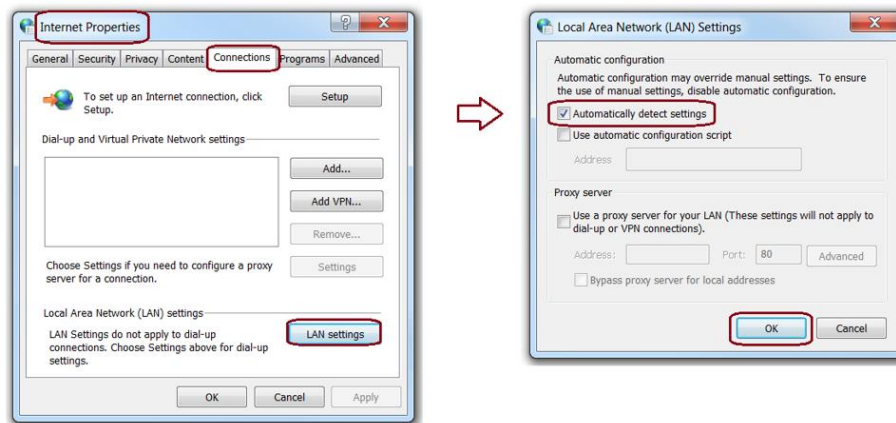 Internet Properties
General Security Privacy Content Connections Programs Advanced
To set up an Internet connection, click
Setup.
Setup
Dial-up and Virtual Private Network settings
Add...
Add VPN...
Remove...
Choose Settings if you need to configure a proxy
server for a connection.
Settings
Local Area Network (LAN) settings
LAN Settings do not apply to dial-up
connections. Choose Settings above for dial-up
settings.
LAN settings
OK Cancel Apply
Local Area Network (LAN) Settings
Automatic configuration
Automatic configuration may override manual settings. To ensure
the use of manual settings, disable automatic configuration.
Automatically detect settings
Use automatic configuration script
Address
Proxy server
Use a proxy server for your LAN (These settings will not apply to
dial-up or VPN connections).
Address: Port: 80 Advanced
Bypass proxy server for local addresses
OK Cancel